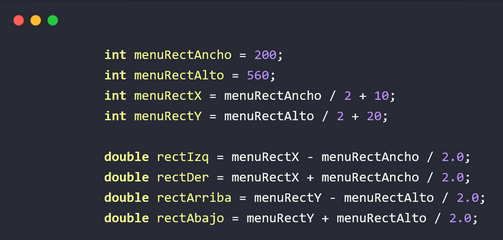 int menuRectAncho = 200;
int menuRectAlto = 560;
int menuRectX = menuRectAncho / 2 + 10;
int menuRectY = menuRectAlto / 2 + 20;
double rectIzq = menuRectX - menuRectAncho / 2.0;
double rectDer = menuRectX + menuRectAncho / 2.0;
double rectArriba = menuRectY - menuRectAlto / 2.0;
double rectAbajo = menuRectY + menuRectAlto / 2.0;